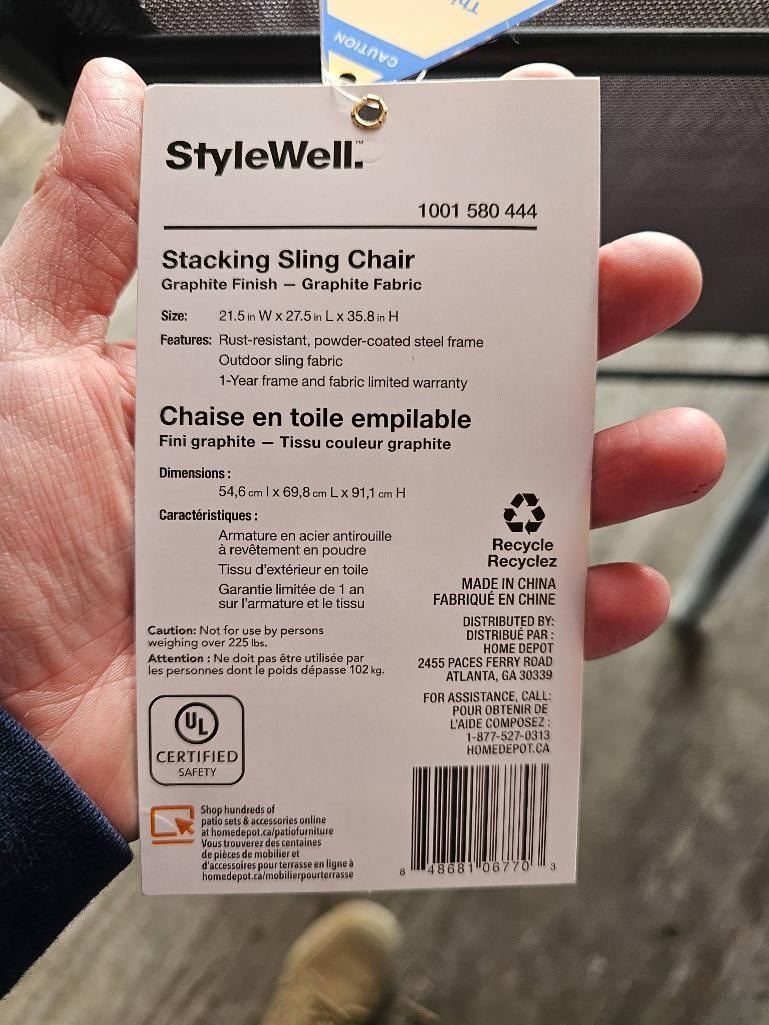 CAUTION
StyleWell.™
1001 580 444
Stacking Sling Chair
Graphite Finish — Graphite Fabric
Size: 21.5 in W x 27.5 in L x 35.8 in H
Features: Rust-resistant, powder-coated steel frame
Outdoor sling fabric
1-Year frame and fabric limited warranty
Chaise en toile empilable
Fini graphite — Tissu couleur graphite
Dimensions :
54,6 cm l x 69,8 cm L x 91,1 cm H
Caractéristiques :
Armature en acier antirouille
à revêtement en poudre
Tissu d'extérieur en toile
Garantie limitée de 1 an
sur l'armature et le tissu
Caution: Not for use by persons
weighing over 225 lbs.
Attention : Ne doit pas être utilisée par
les personnes dont le poids dépasse 102 kg.
UL
CERTIFIED
SAFETY
Shop hundreds of
patio sets & accessories online
at homedepot.ca/patiofurniture
Vous trouverez des centaines
de pièces de mobilier et
d'accessoires pour terrasse en ligne à
homedepot.ca/mobilierpourterrasse
Recycle
Recyclez
MADE IN CHINA
FABRIQUÉ EN CHINE
DISTRIBUTED BY:
DISTRIBUÉ PAR :
HOME DEPOT
2455 PACES FERRY ROAD
ATLANTA, GA 30339
FOR ASSISTANCE, CALL:
POUR OBTENIR DE
L'AIDE COMPOSEZ :
1-877-527-0313
HOMEDEPOT.CA
8 48681 06770 3